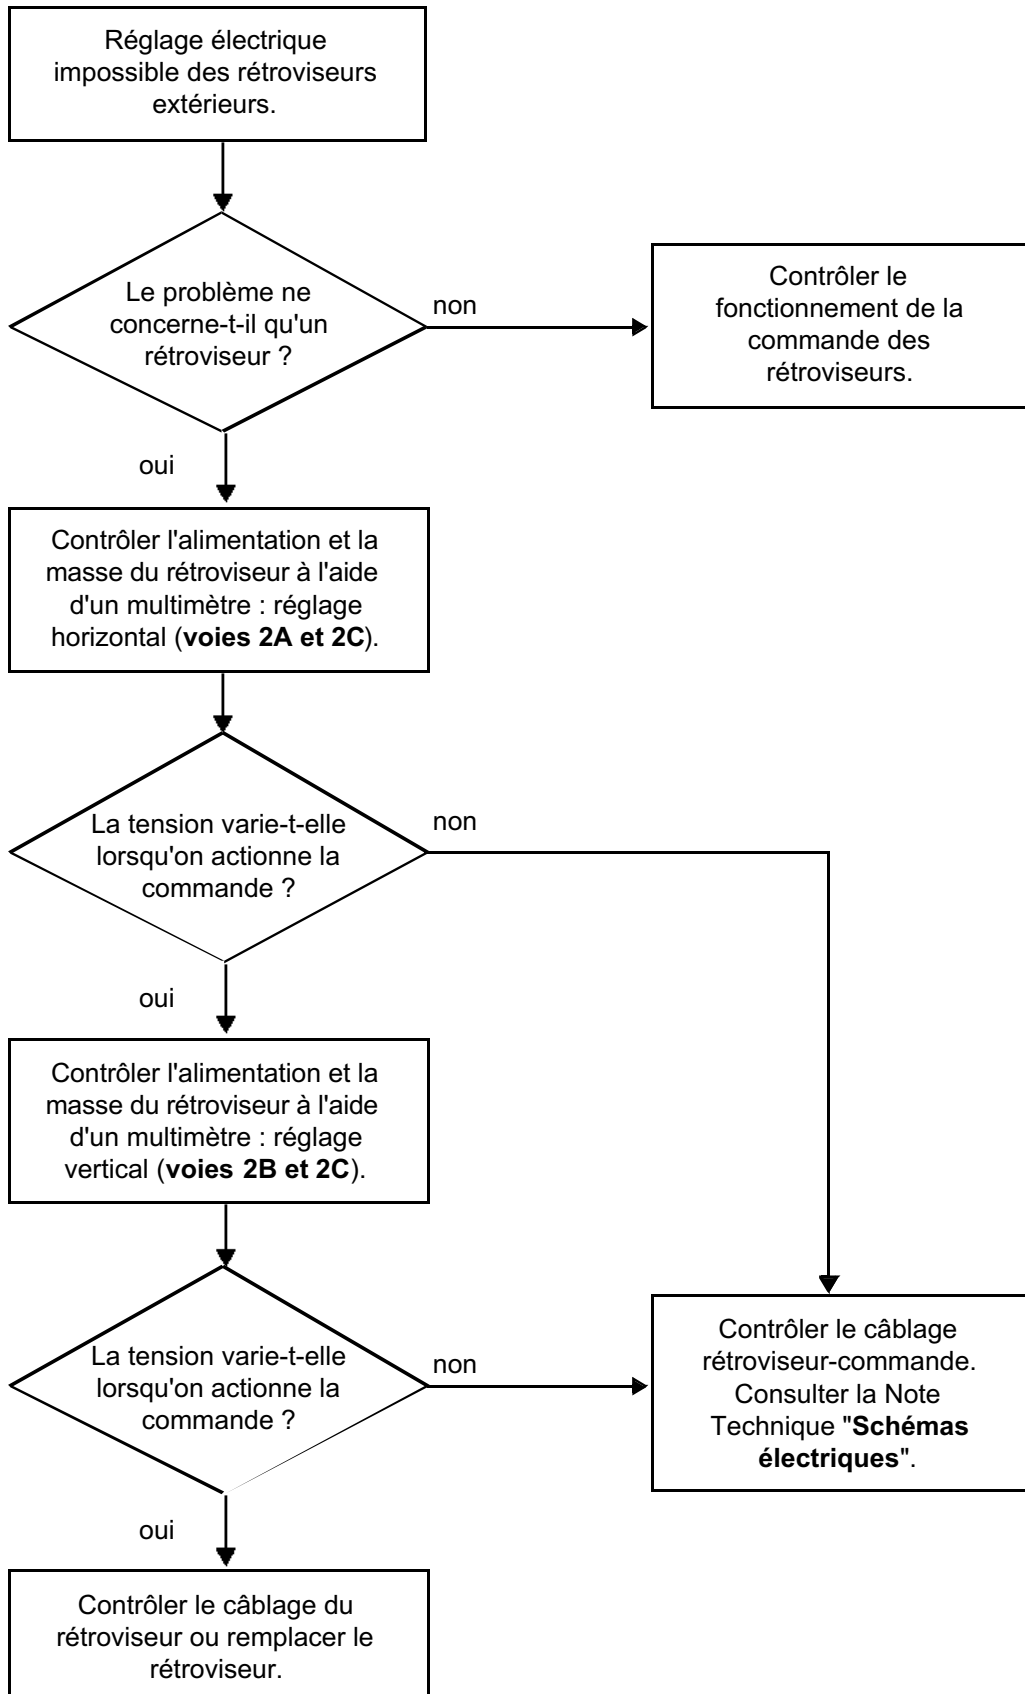 Réglage électrique
impossible des rétroviseurs
extérieurs.
Le problème ne
concerne-t-il qu'un
rétroviseur ?
non
Contrôler le
fonctionnement de la
commande des
rétroviseurs.
oui
Contrôler l'alimentation et la
masse du rétroviseur à l'aide
d'un multimètre : réglage
horizontal (voies 2A et 2C).
La tension varie-t-elle
lorsqu'on actionne la
commande ?
non
oui
Contrôler l'alimentation et la
masse du rétroviseur à l'aide
d'un multimètre : réglage
vertical (voies 2B et 2C).
La tension varie-t-elle
lorsqu'on actionne la
commande ?
non
Contrôler le câblage
rétroviseur-commande.
Consulter la Note
Technique "Schémas
électriques".
oui
Contrôler le câblage du
rétroviseur ou remplacer le
rétroviseur.